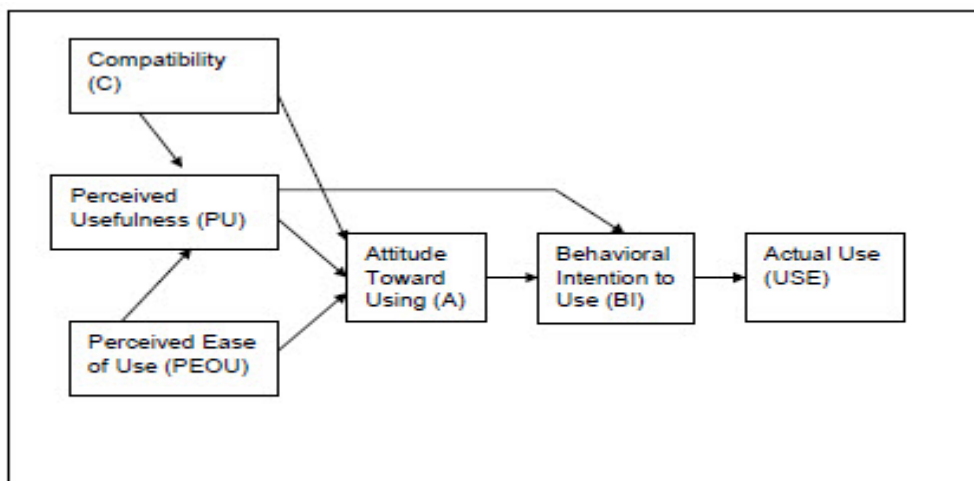 Compatibility
(C)
Perceived
Usefulness (PU)
Perceived Ease
of Use (PEOU)
Attitude
Toward
Using (A)
Behavioral
Intention to
Use (BI)
Actual Use
(USE)